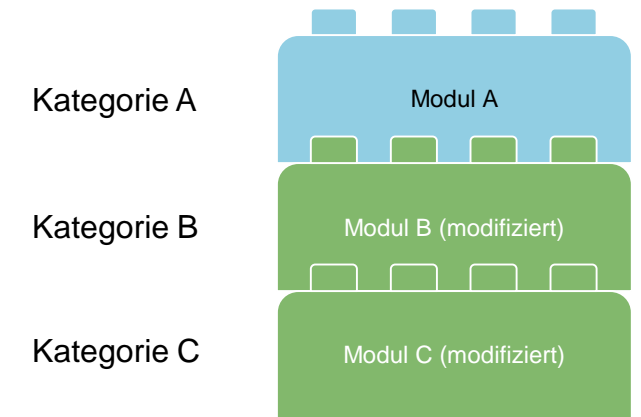 Kategorie A
Modul A
Kategorie B
Modul B (modifiziert)
Kategorie C
Modul C (modifiziert)